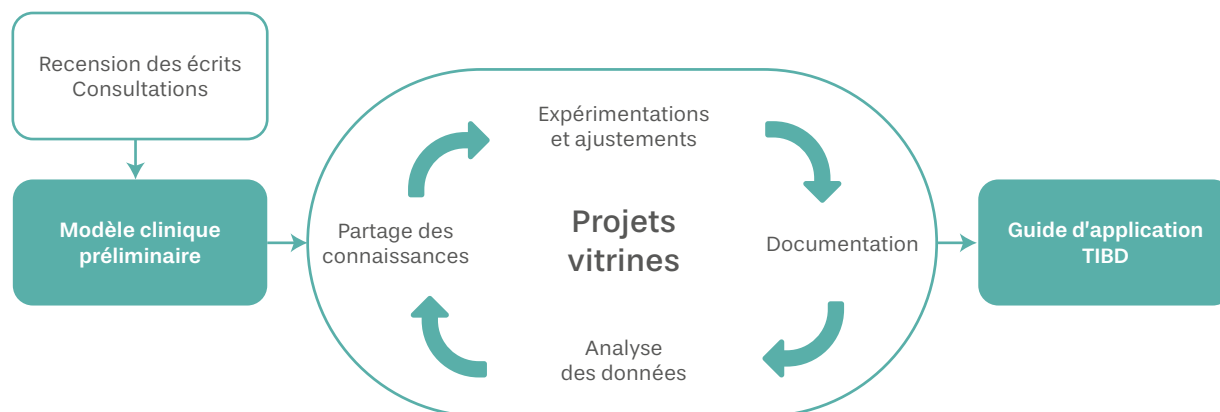 Recension des écrits
Consultations
Modèle clinique
préliminaire
Expérimentations
et ajustements
Partage des
connaissances
Projets
vitrines
Documentation
Analyse
des données
Guide d'application
TIBD